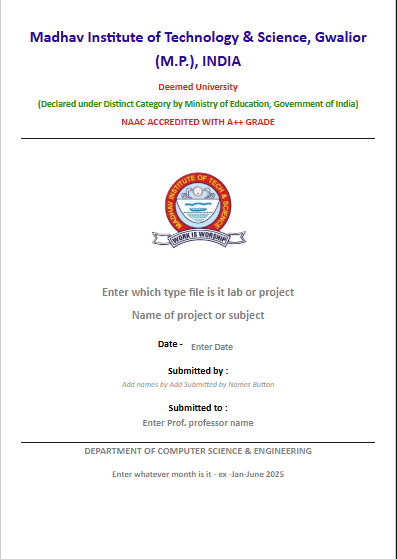 Madhav Institute of Technology & Science, Gwalior
(M.P.), INDIA
Deemed University
(Declared under Distinct Category by Ministry of Education, Government of India)
NAAC ACCREDITED WITH A++ GRADE
MADHAV INSTITUTE OF TECH & SCIENCE
WORK IS WORSHIP
Enter which type file is it lab or project
Name of project or subject
Date - Enter Date
Submitted by :
Add names by Add Submitted by Names Button
Submitted to :
Enter Prof. professor name
DEPARTMENT OF COMPUTER SCIENCE & ENGINEERING
Enter whatever month is it - ex -Jan-June 2025